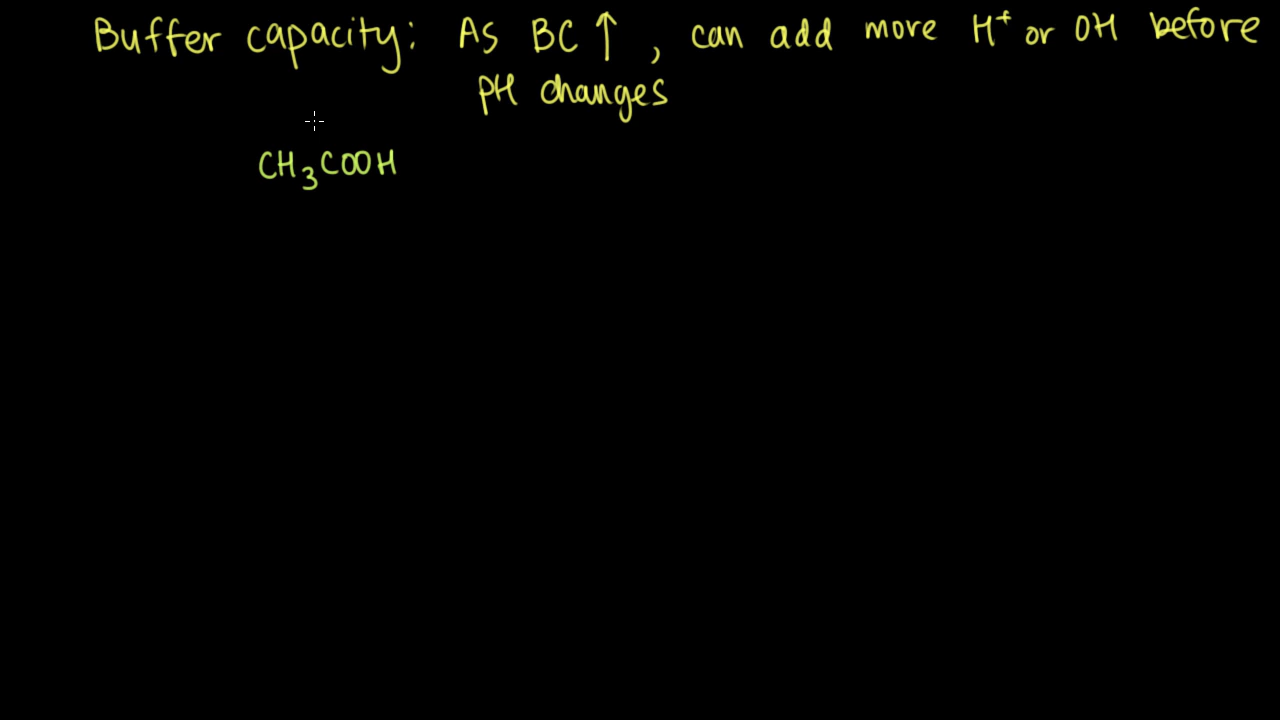 Buffer capacity: As BC ↑, can add more H⁺ or OH before
pH changes
CH₃COOH